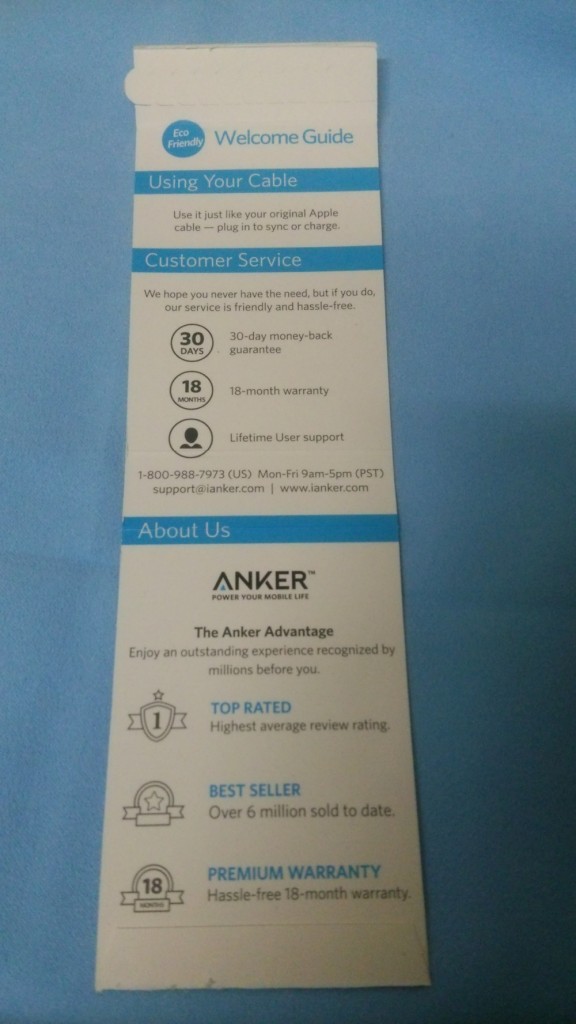 Eco
Friendly
Welcome Guide
Using Your Cable
Use it just like your original Apple
cable — plug in to sync or charge.
Customer Service
We hope you never have the need, but if you do,
our service is friendly and hassle-free.
30
DAYS
30-day money-back
guarantee
18
MONTHS
18-month warranty
Lifetime User support
1-800-988-7973 (US) Mon-Fri 9am-5pm (PST)
support@ianker.com | www.ianker.com
About Us
ANKER™
POWER YOUR MOBILE LIFE
The Anker Advantage
Enjoy an outstanding experience recognized by
millions before you.
1
TOP RATED
Highest average review rating.
BEST SELLER
Over 6 million sold to date.
18
MONTHS
PREMIUM WARRANTY
Hassle-free 18-month warranty.